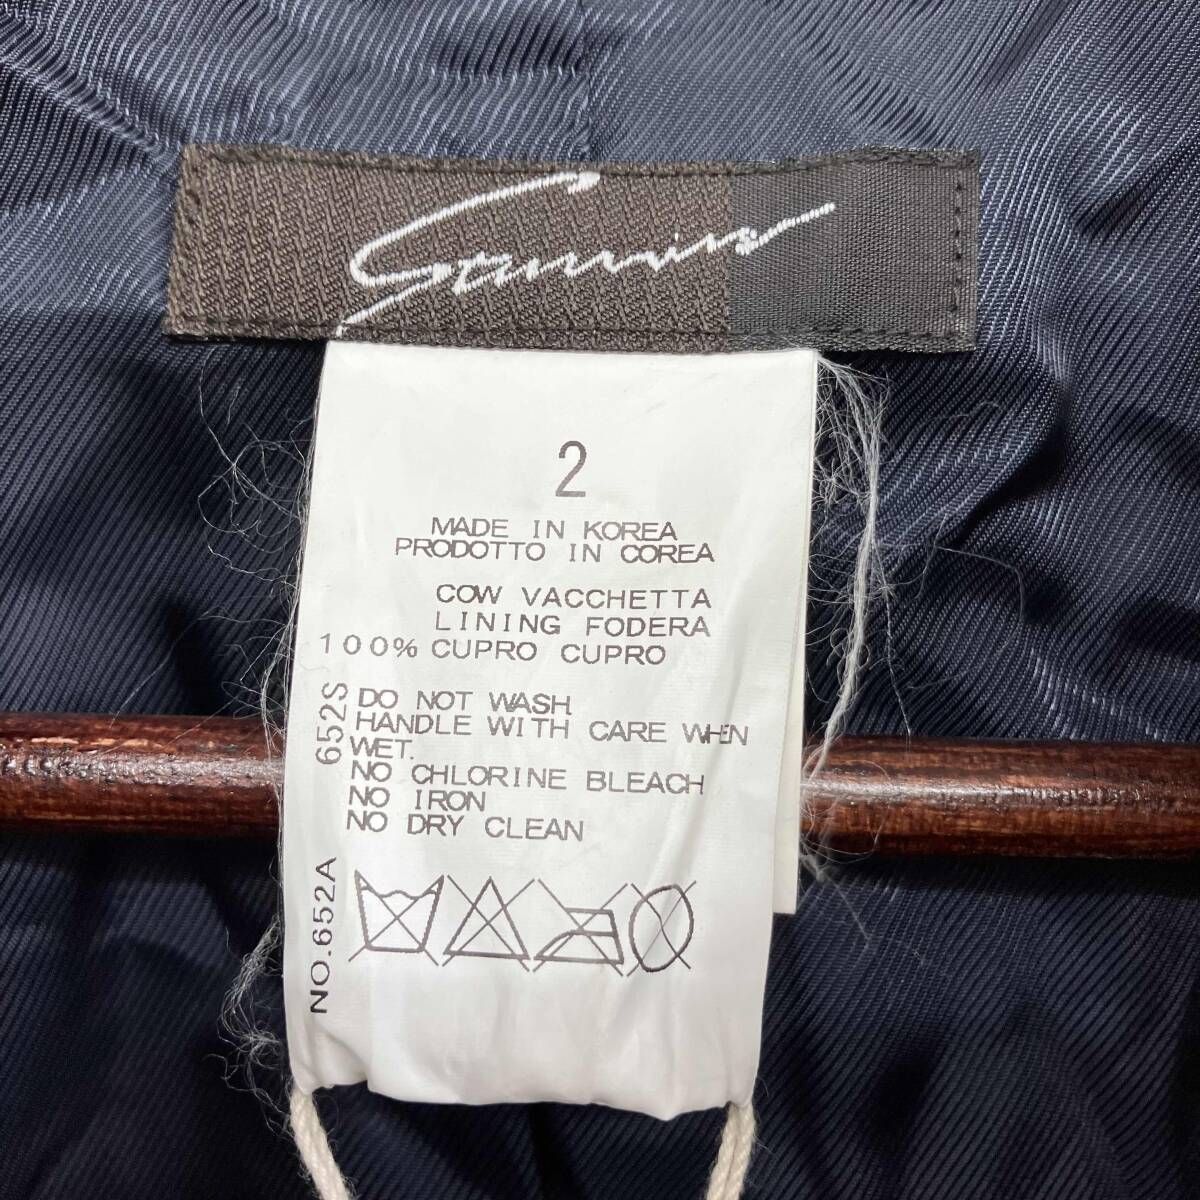 2
MADE IN KOREA
PRODOTTO IN COREA
COW VACCHETTA
LINING FODERA
100% CUPRO CUPRO
DO NOT WASH
HANDLE WITH CARE WHEN
WET.
NO CHLORINE BLEACH
NO IRON
NO DRY CLEAN
652S
NO.652A